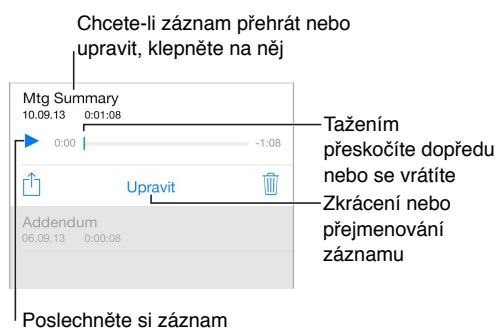 Chcete-li záznam přehrát nebo
upravit, klepněte na něj
Mtg Summary
10.09.13 0:01:08
0:00 -1:08
Tažením
přeskočíte dopředu
nebo se vrátíte
Upravit
Zkrácení nebo
přejmenování
záznamu
Addendum
06.09.13 0:00:08
Poslechněte si záznam